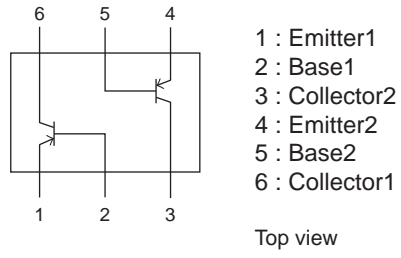 6 5 4
1 2 3
1 : Emitter1
2 : Base1
3 : Collector2
4 : Emitter2
5 : Base2
6 : Collector1
Top view